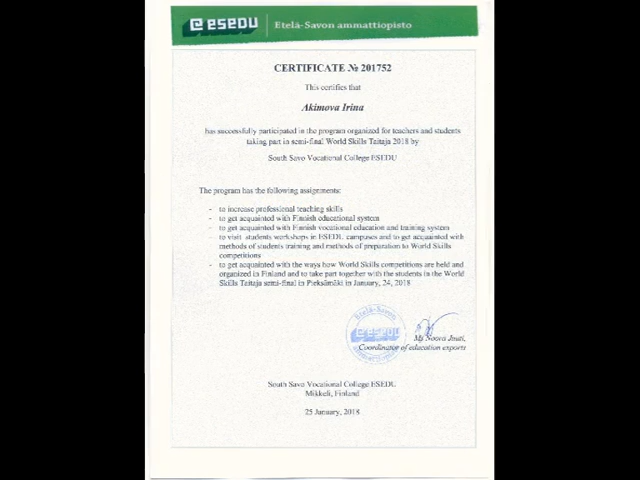 esedu Etelä-Savon ammattiopisto
CERTIFICATE № 201752
This certifies that
Akimova Irina
has successfully participated in the program organized for teachers and students
taking part in semi-final World Skills Taitaja 2018 by
South Savo Vocational College ESEDU
The program has the following assignments:
- to increase professional teaching skills
- to get acquainted with Finnish educational system
- to get acquainted with Finnish vocational education and training system
- to visit students workshops in ESEDU campuses and to get acquainted with
methods of students training and methods of preparation to World Skills
competitions
- to get acquainted with the ways how World Skills competitions are held and
organized in Finland and to take part together with the students in the World
Skills Taitaja semi-final in Pieksämäki in January, 24, 2018
Etelä-Savon
esedu
ammattiopisto
Ms Noora Jouti,
Coordinator of education exports
South Savo Vocational College ESEDU
Mikkeli, Finland
25 January, 2018